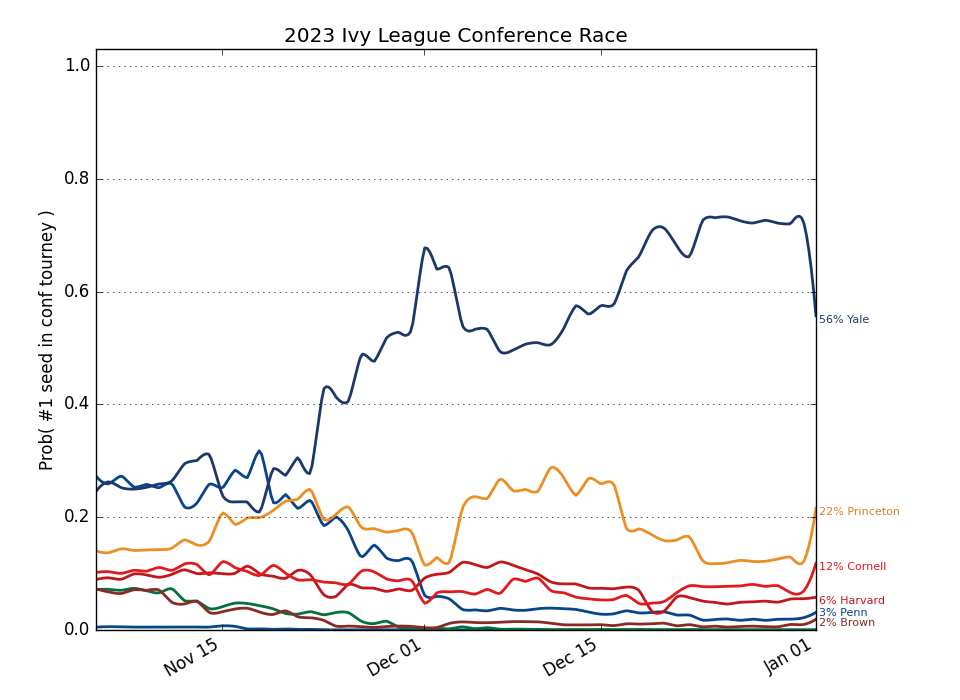 2023 Ivy League Conference Race
Prob( #1 seed in conf tourney )
1.0
0.8
0.6
0.4
0.2
0.0
56% Yale
22% Princeton
12% Cornell
6% Harvard
3% Penn
2% Brown
Nov 15
Dec 01
Dec 15
Jan 01